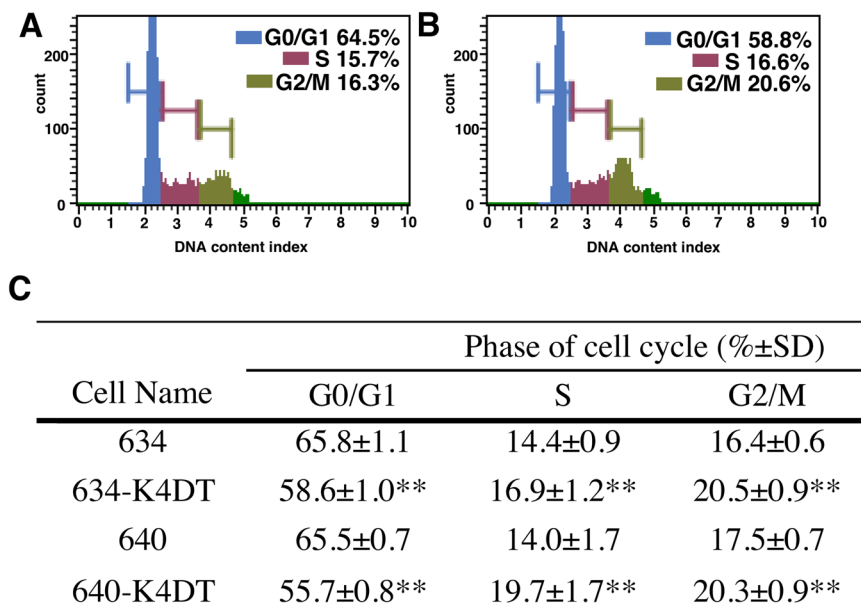 A
G0/G1 64.5%
S 15.7%
G2/M 16.3%
count
200
100
0
0 1 2 3 4 5 6 7 8 9 10
DNA content index
B
G0/G1 58.8%
S 16.6%
G2/M 20.6%
count
200
100
0
0 1 2 3 4 5 6 7 8 9 10
DNA content index
C
Phase of cell cycle (%±SD)
Cell Name G0/G1 S G2/M
634 65.8±1.1 14.4±0.9 16.4±0.6
634-K4DT 58.6±1.0** 16.9±1.2** 20.5±0.9**
640 65.5±0.7 14.0±1.7 17.5±0.7
640-K4DT 55.7±0.8** 19.7±1.7** 20.3±0.9**